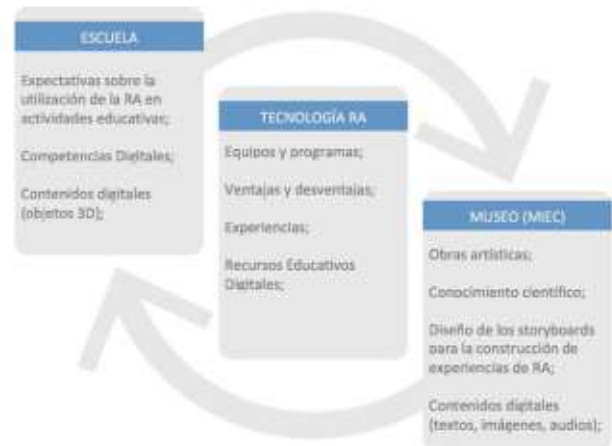 ESCUELA
Expectativas sobre la
utilización de la RA en
actividades educativas;
Competencias Digitales;
Contenidos digitales
(objetos 3D);
TECNOLOGÍA RA
Equipos y programas;
Ventajas y desventajas;
Experiencias;
Recursos Educativos
Digitales;
MUSEO (MIEC)
Obras artísticas;
Conocimiento científico;
Diseño de los storyboards
para la construcción de
experiencias de RA;
Contenidos digitales
(textos, imágenes, audios);